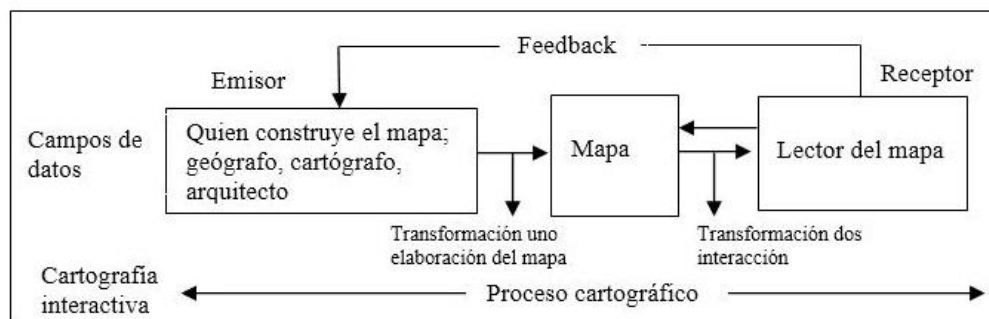 Feedback
Emisor
Receptor
Campos de
datos
Quien construye el mapa;
geógrafo, cartógrafo,
arquitecto
Mapa
Lector del mapa
Transformación uno
elaboración del mapa
Transformación dos
interacción
Cartografía
interactiva
Proceso cartográfico